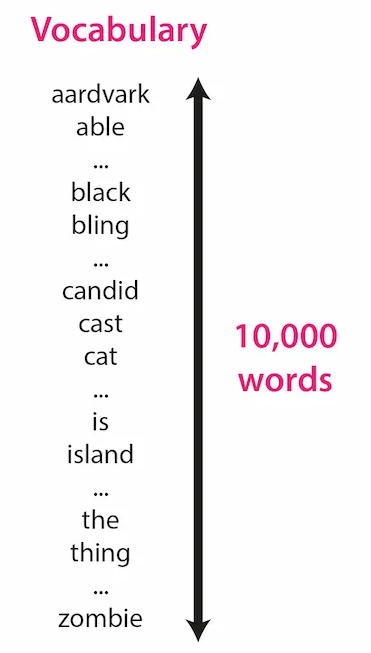 Vocabulary
aardvark
able
...
black
bling
...
candid
cast
cat
...
is
island
...
the
thing
...
zombie
10,000
words